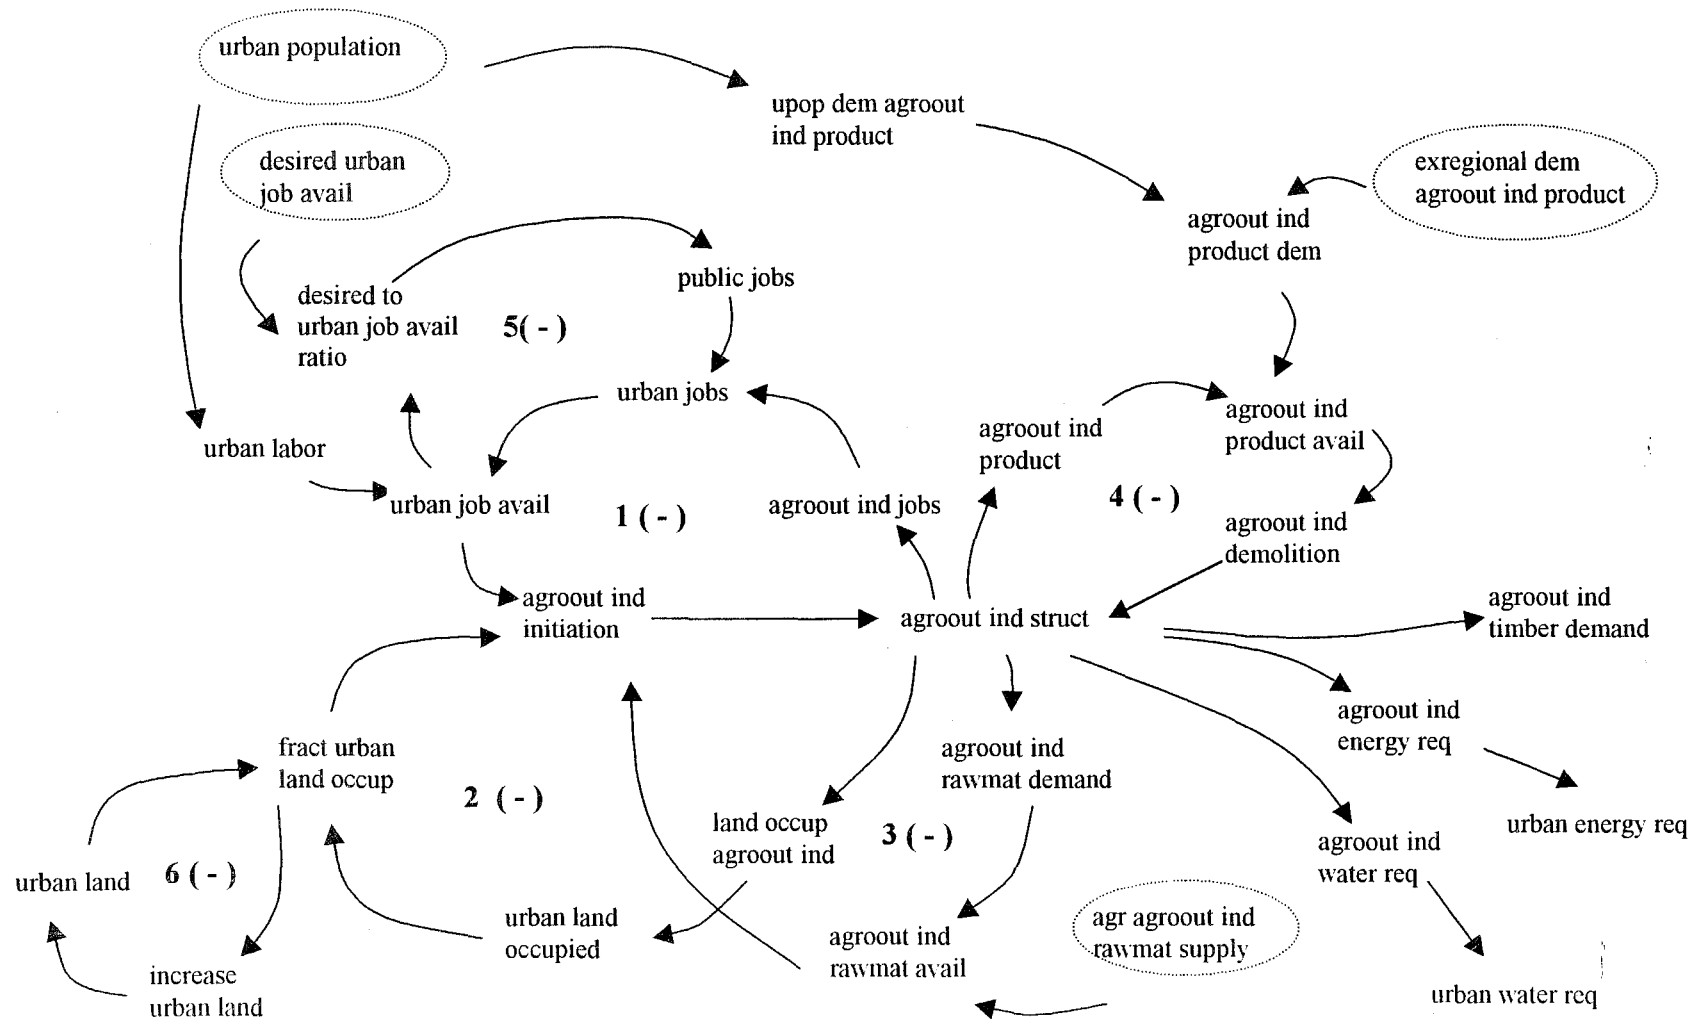 urban population
upop dem agroout
ind product
desired urban
job avail
exregional dem
agroout ind product
agroout ind
product dem
public jobs
desired to
urban job avail
ratio
5( - )
urban jobs
agroout ind
product avail
agroout ind
product
urban labor
urban job avail
1 ( - )
agroout ind jobs
4 ( - )
agroout ind
demolition
agroout ind
initiation
agroout ind struct
agroout ind
timber demand
agroout ind
energy req
fract urban
land occup
agroout ind
rawmat demand
2 ( - )
land occup
agroout ind
3 ( - )
urban energy req
agroout ind
water req
urban land
6 ( - )
urban land
occupied
agroout ind
rawmat avail
agr agroout ind
rawmat supply
increase
urban land
urban water req